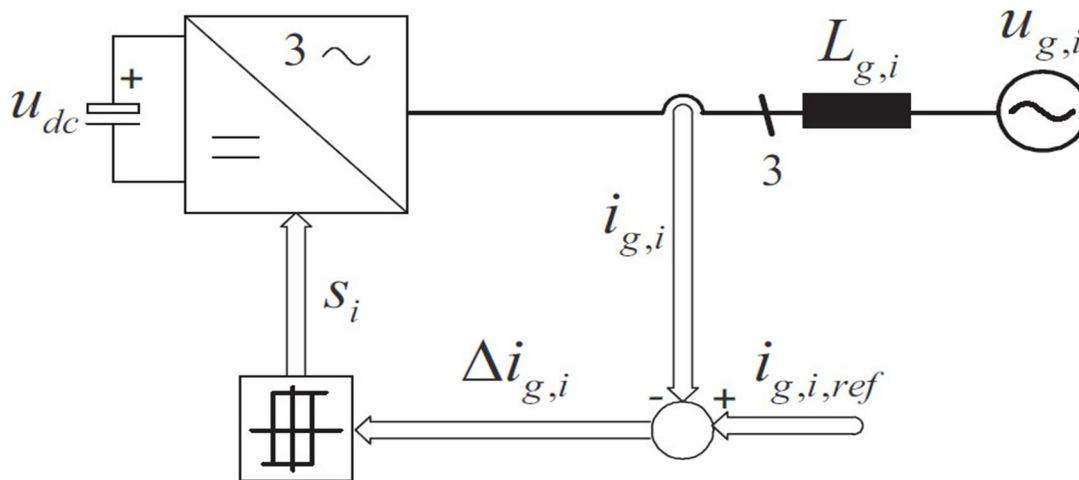 3 ~
+
u_dc
=
L_g,i
u_g,i
3
i_g,i
s_i
Δi_g,i
- +
i_g,i,ref